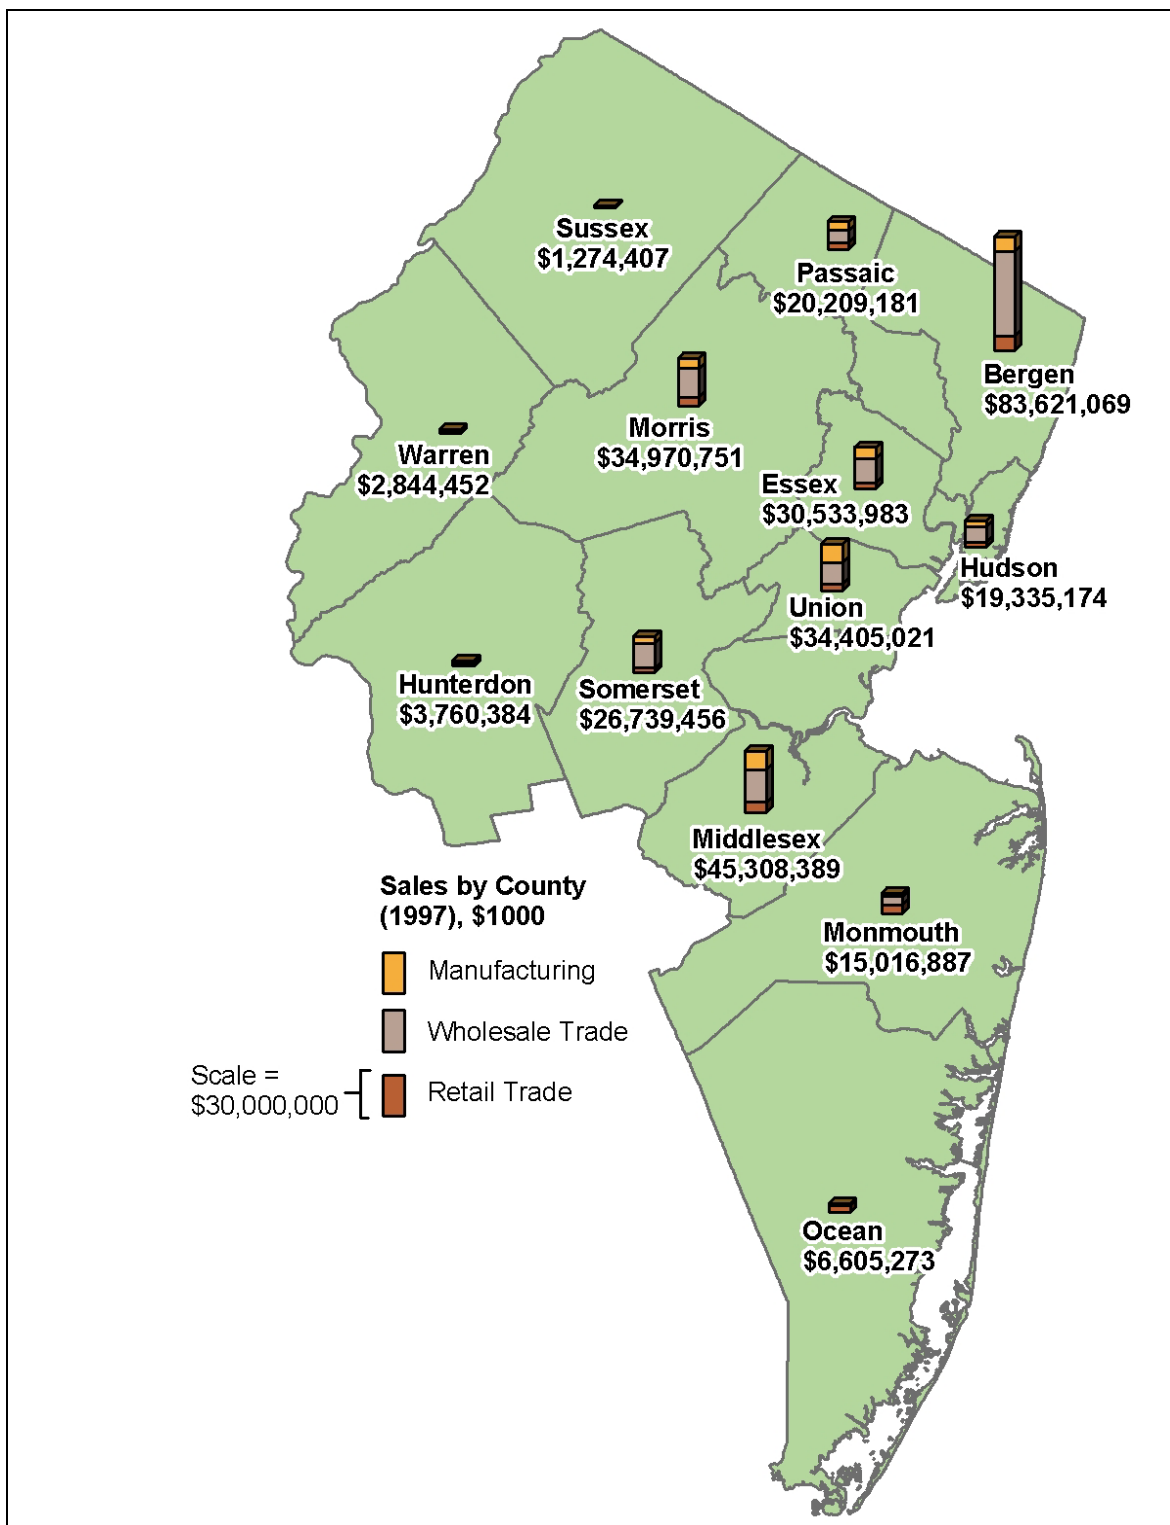 Sussex
$1,274,407
Passaic
$20,209,181
Bergen
$83,621,069
Morris
$34,970,751
Warren
$2,844,452
Essex
$30,533,983
Hudson
$19,335,174
Union
$34,405,021
Hunterdon
$3,760,384
Somerset
$26,739,456
Middlesex
$45,308,389
Sales by County
(1997), $1000
Manufacturing
Wholesale Trade
Retail Trade
Scale =
$30,000,000
Monmouth
$15,016,887
Ocean
$6,605,273